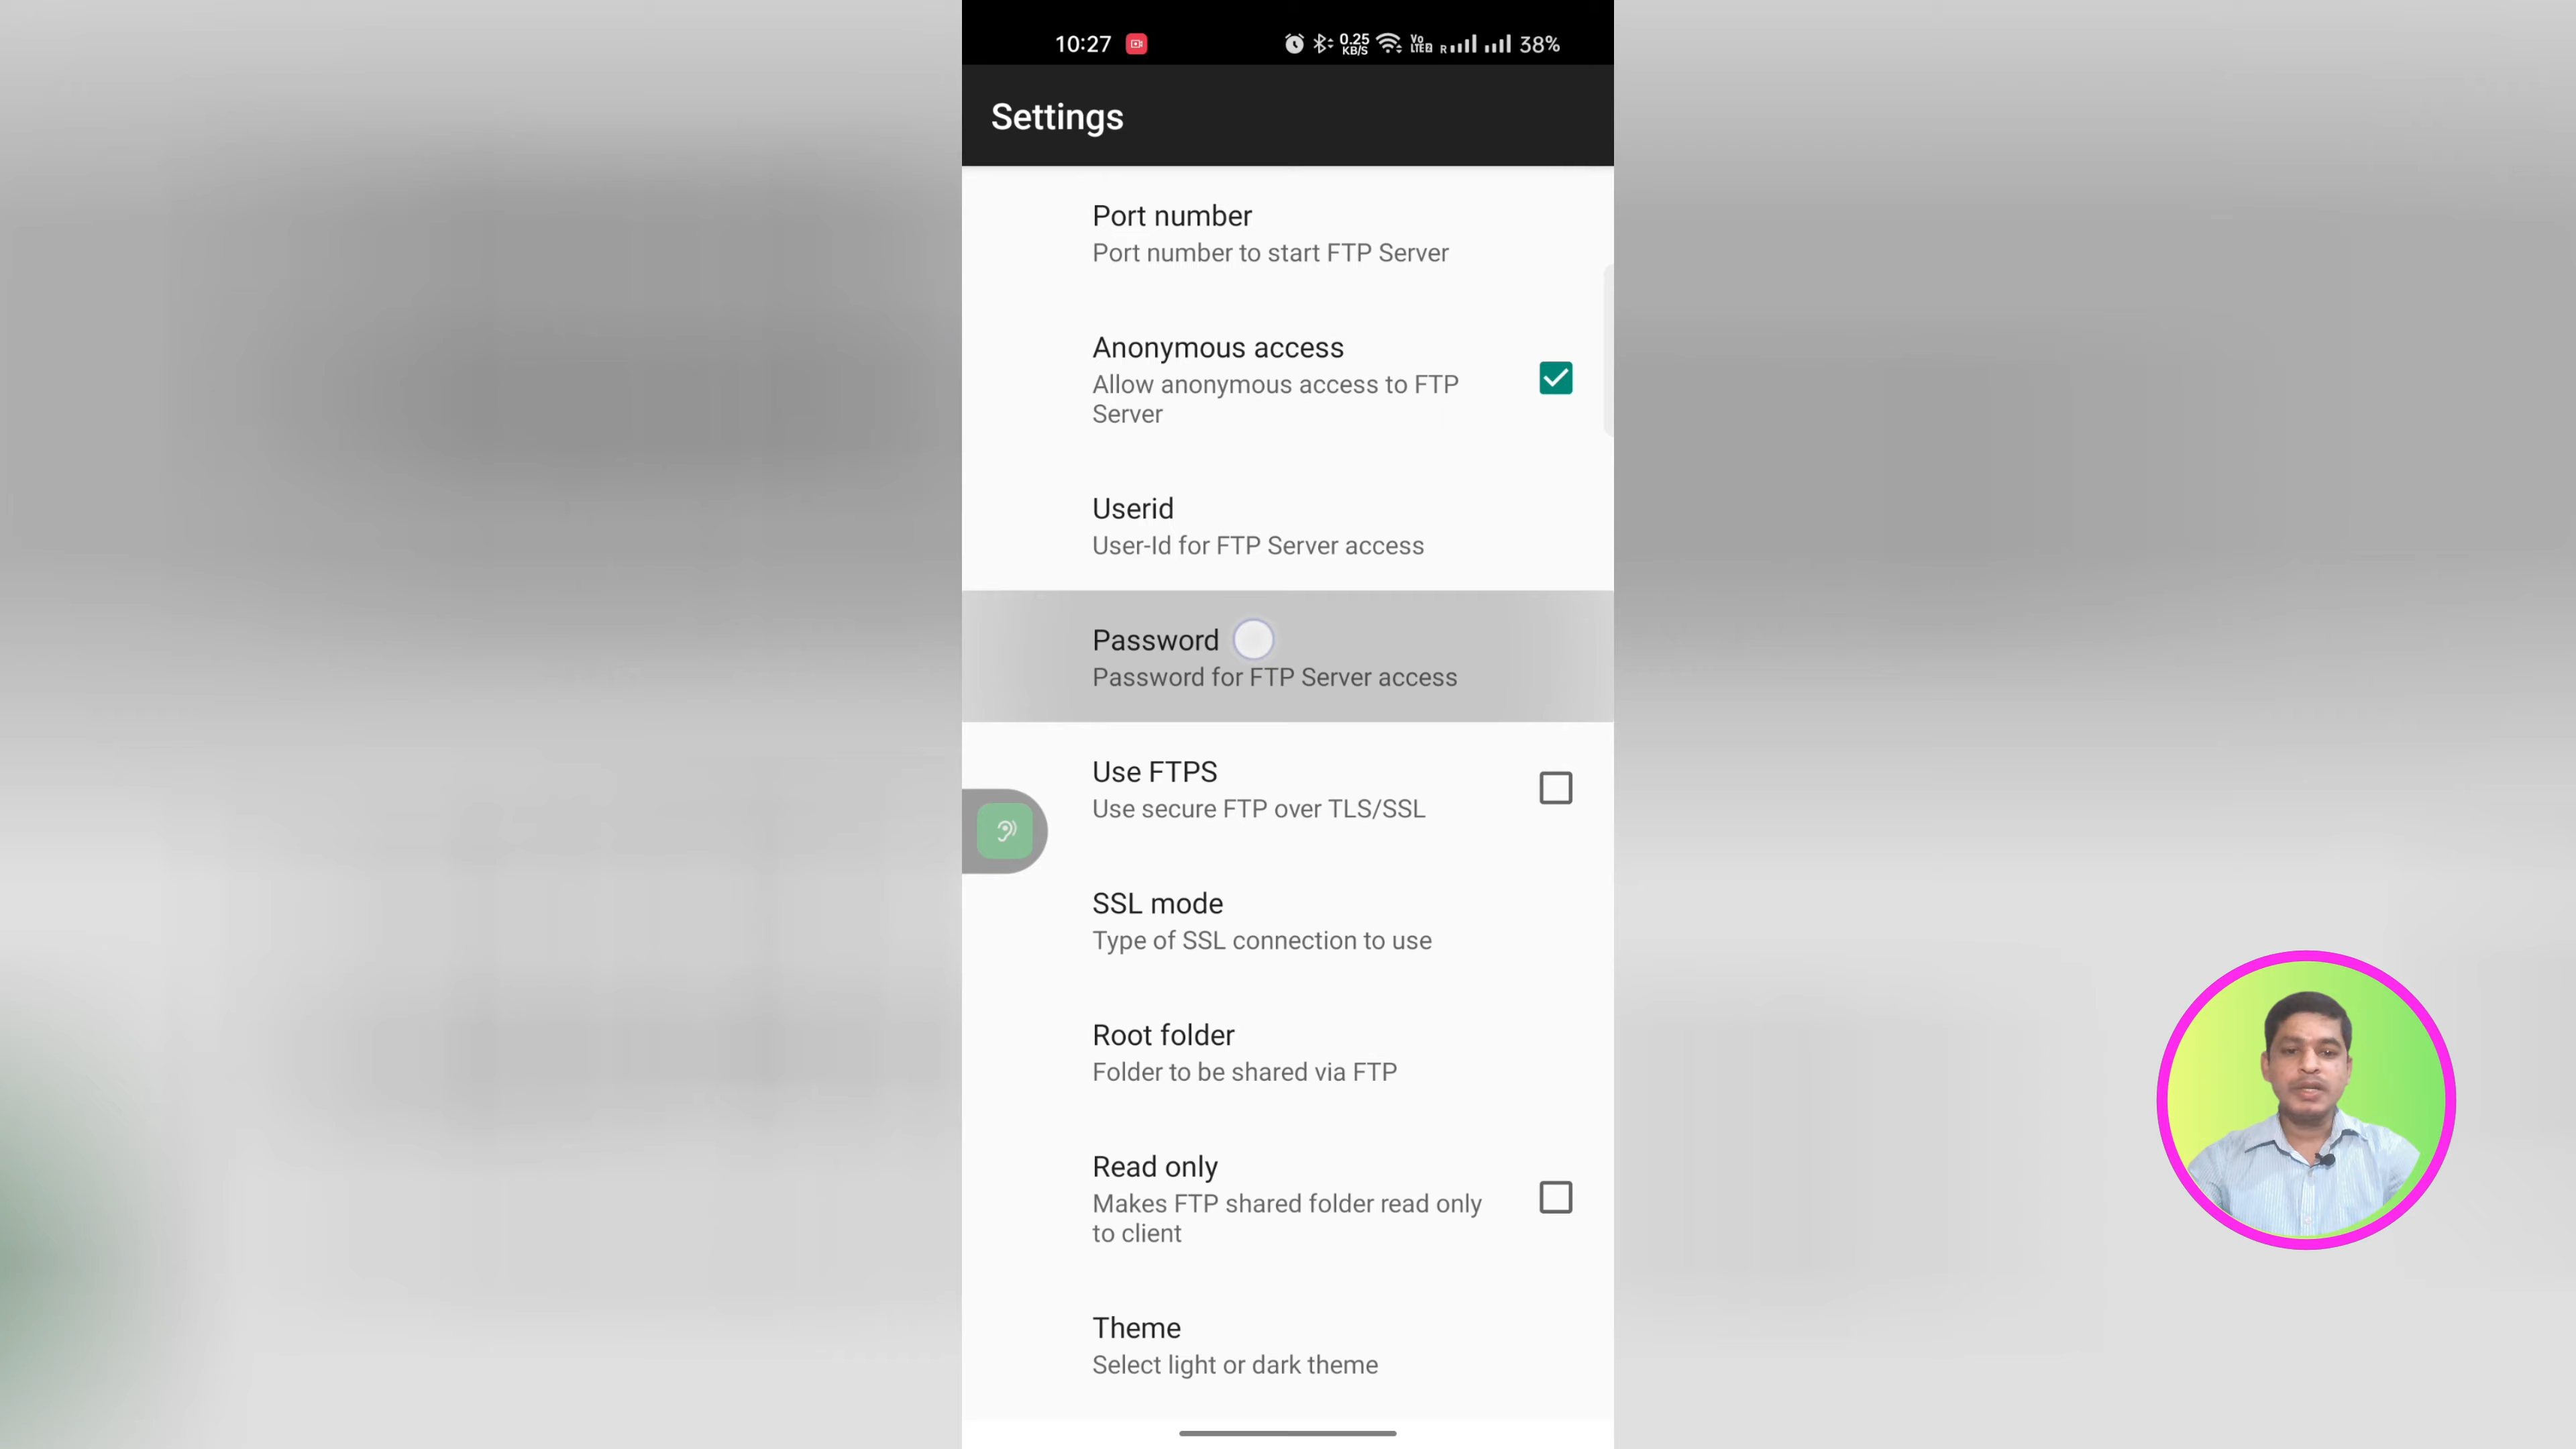 10:27
0.25
KB/S
Vo
LTE2
R
38%
Settings
Port number
Port number to start FTP Server
Anonymous access
Allow anonymous access to FTP
Server
Userid
User-Id for FTP Server access
Password
Password for FTP Server access
Use FTPS
Use secure FTP over TLS/SSL
SSL mode
Type of SSL connection to use
Root folder
Folder to be shared via FTP
Read only
Makes FTP shared folder read only
to client
Theme
Select light or dark theme